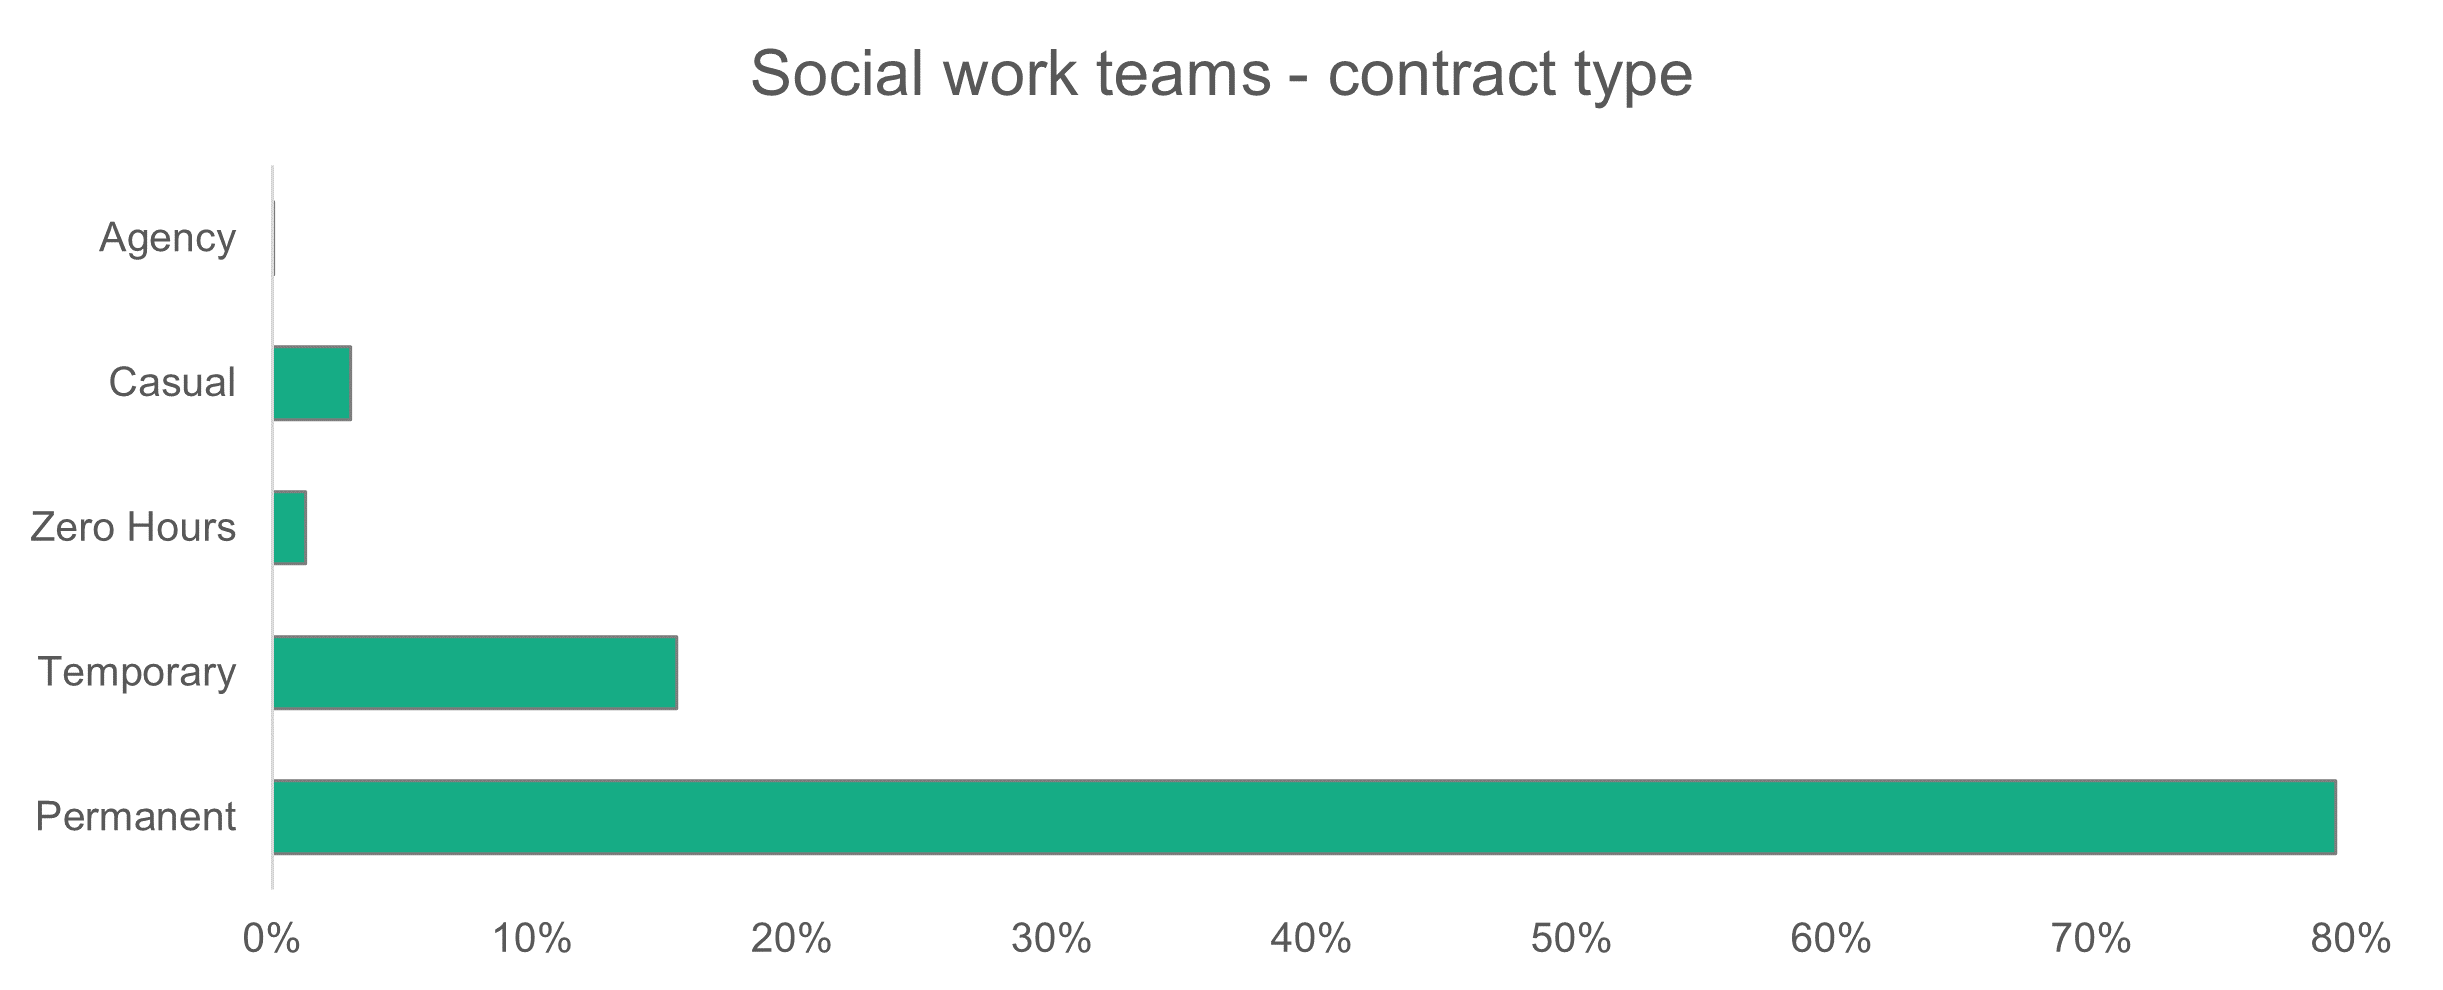 Social work teams - contract type
Agency
Casual
Zero Hours
Temporary
Permanent
0% 10% 20% 30% 40% 50% 60% 70% 80%